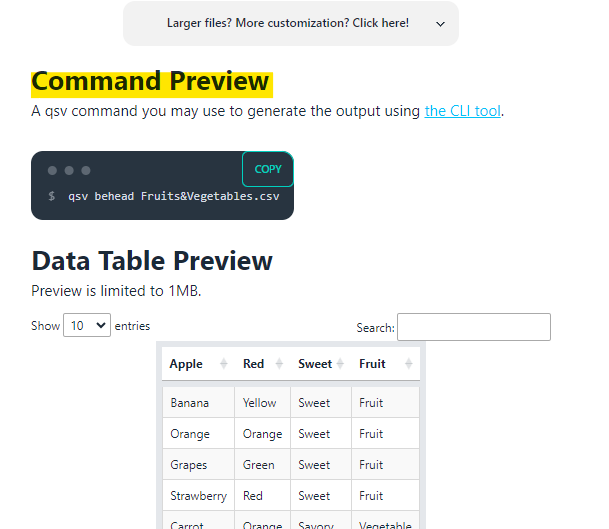 Larger files? More customization? Click here!
Command Preview
A qsv command you may use to generate the output using the CLI tool.
COPY
$ qsv behead Fruits&Vegetables.csv
Data Table Preview
Preview is limited to 1MB.
Show 10 entries Search:
Apple Red Sweet Fruit
Banana Yellow Sweet Fruit
Orange Orange Sweet Fruit
Grapes Green Sweet Fruit
Strawberry Red Sweet Fruit
Carrot Orange Savory Vegetable